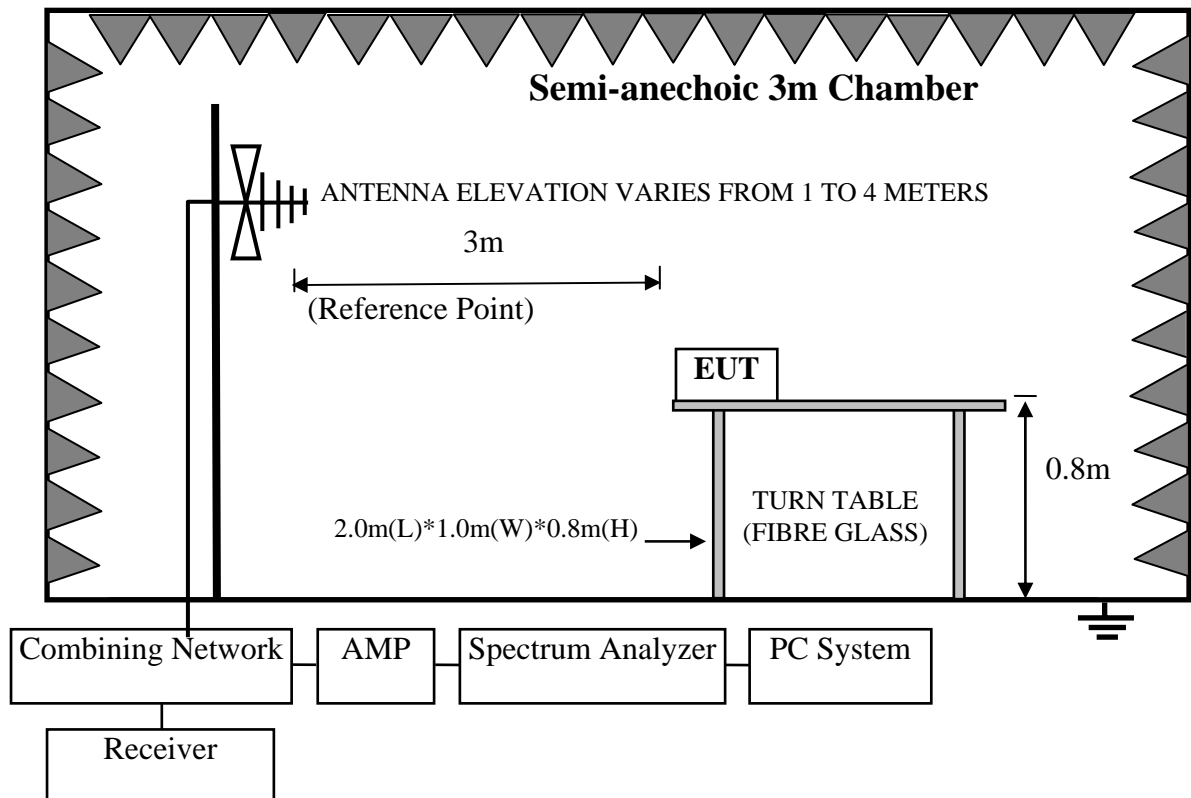 Semi-anechoic 3m Chamber
ANTENNA ELEVATION VARIES FROM 1 TO 4 METERS
3m
(Reference Point)
EUT
0.8m
TURN TABLE
(FIBRE GLASS)
2.0m(L)*1.0m(W)*0.8m(H)
Combining Network
AMP
Spectrum Analyzer
PC System
Receiver